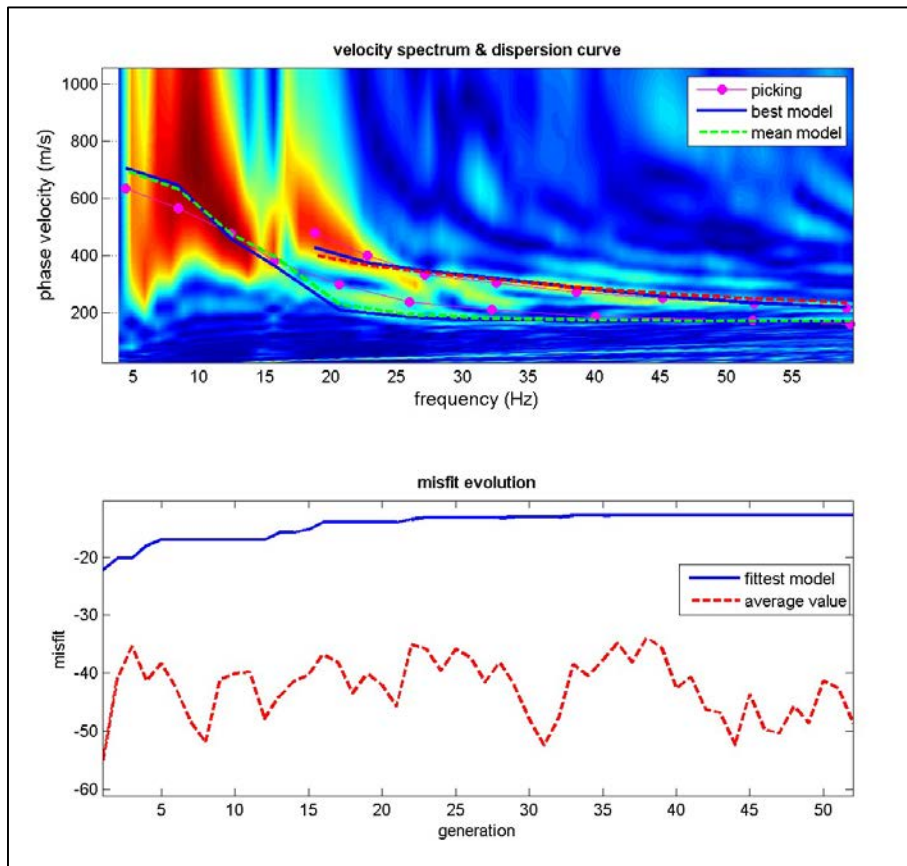 velocity spectrum & dispersion curve
1000
800
600
400
200
phase velocity (m/s)
picking
best model
mean model
5 10 15 20 25 30 35 40 45 50 55
frequency (Hz)
misfit evolution
-20
-30
-40
-50
-60
misfit
fittest model
average value
5 10 15 20 25 30 35 40 45 50
generation